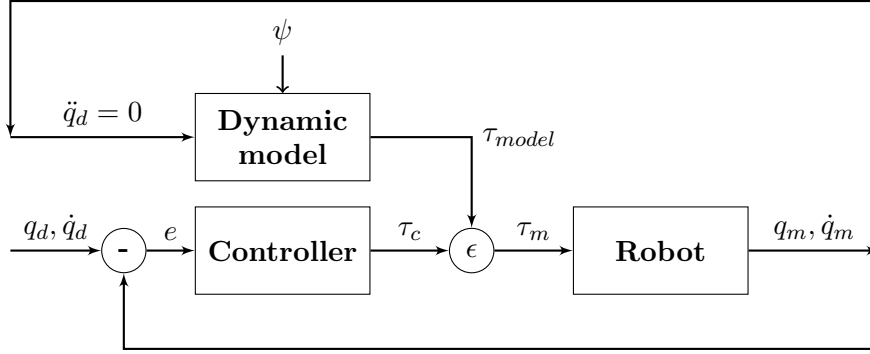 ψ
q̈_d = 0
Dynamic
model
τ_model
q_d, q̇_d
-
e
Controller
τ_c
ϵ
τ_m
Robot
q_m, q̇_m